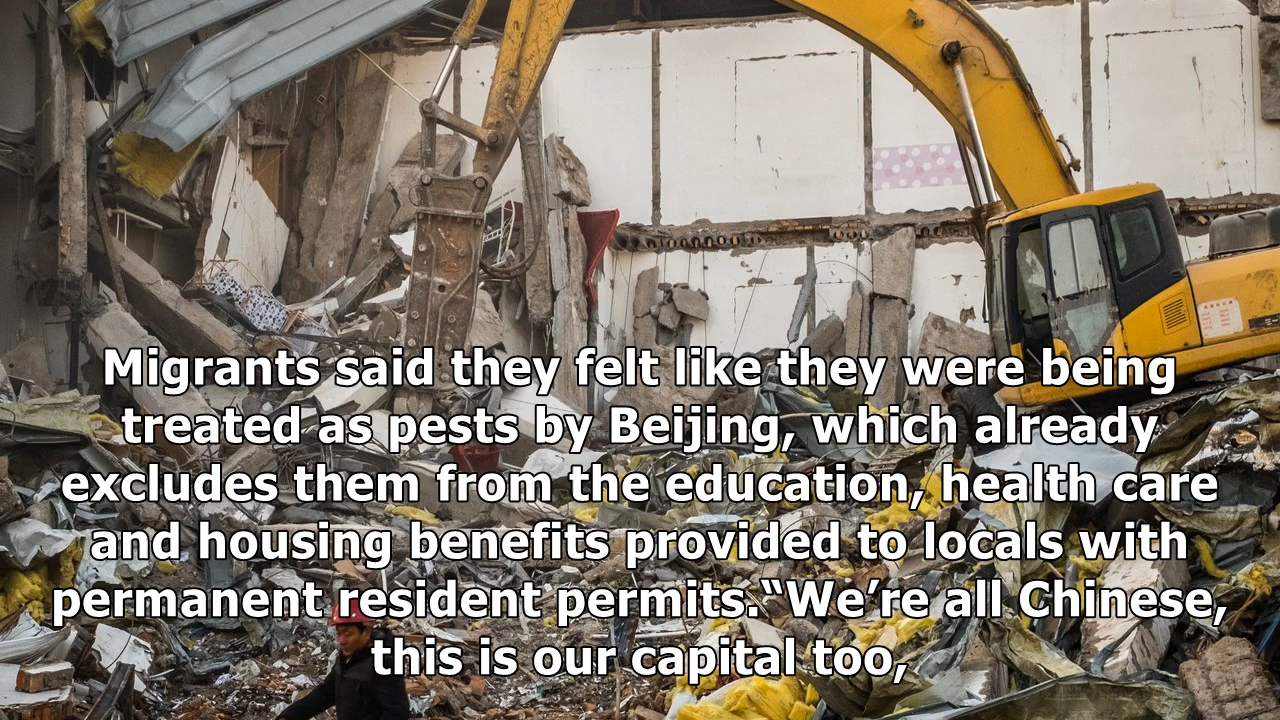 Migrants said they felt like they were being
treated as pests by Beijing, which already
excludes them from the education, health care
and housing benefits provided to locals with
permanent resident permits.“We’re all Chinese,
this is our capital too,